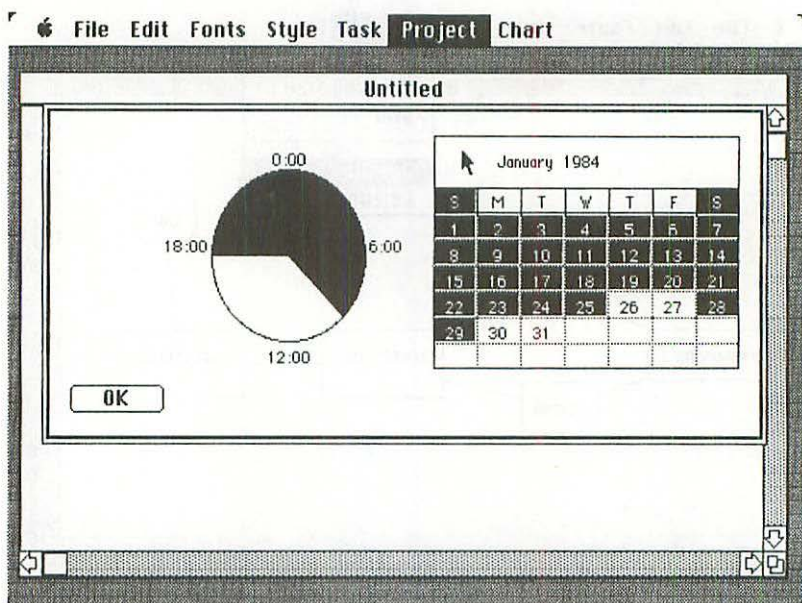 File Edit Fonts Style Task Project Chart
Untitled
0:00
18:00
6:00
12:00
January 1984
S M T W T F S
1 2 3 4 5 6 7
8 9 10 11 12 13 14
15 16 17 18 19 20 21
22 23 24 25 26 27 28
29 30 31
OK